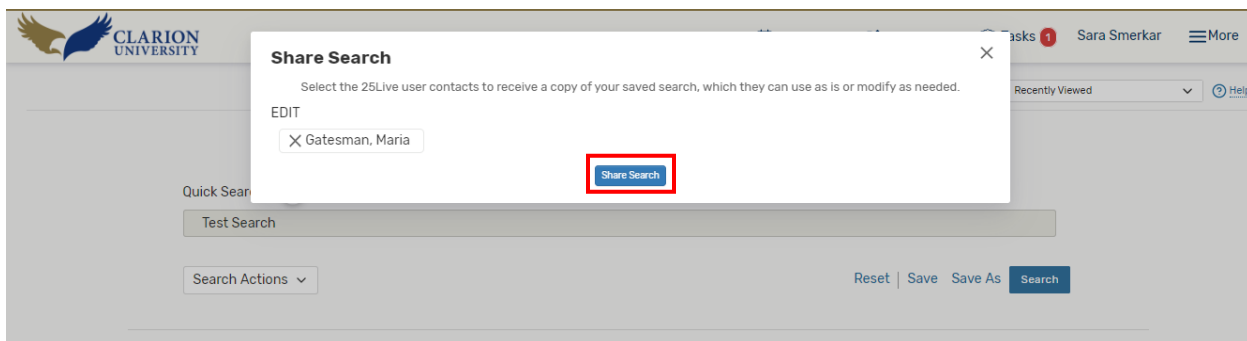 CLARION
UNIVERSITY
Tasks 1 Sara Smerkar More
Share Search
Select the 25Live user contacts to receive a copy of your saved search, which they can use as is or modify as needed.
Recently Viewed
EDIT
Gatesman, Maria
Share Search
Quick
Test Search
Search Actions
Reset | Save Save As Search